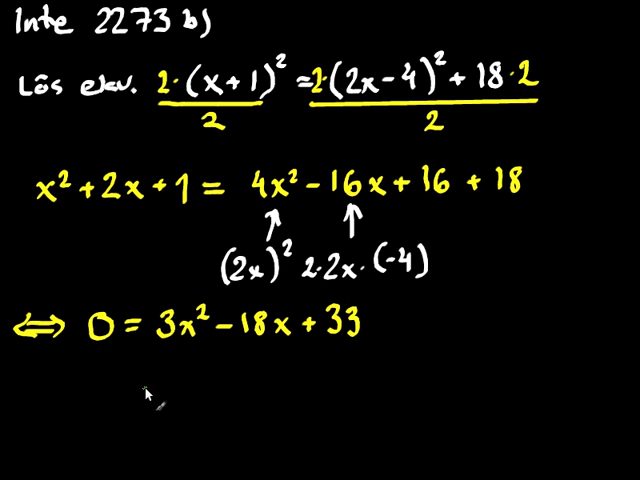 Inte 2273 b)
Lös ekv. 2·(x+1)² = 2·(2x-4)² + 18·2
2 2
x² + 2x + 1 = 4x² - 16x + 16 + 18
(2x)² 2·2x·(-4)
⟺ 0 = 3x² - 18x + 33